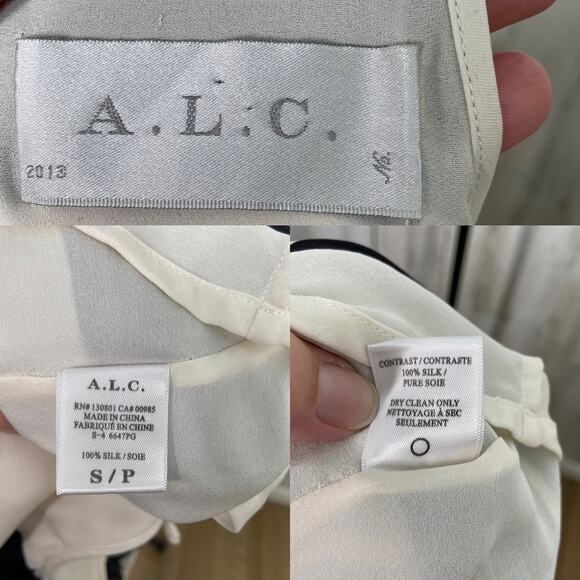 A.L.C.
2013 No.
A.L.C.
RN# 130801 CA# 00985
MADE IN CHINA
FABRIQUÉ EN CHINE
S-4 6647PG
100% SILK/SOIE
S/P
CONTRAST/CONTRASTE
100% SILK/
PURE SOIE
DRY CLEAN ONLY
NETTOYAGE À SEC
SEULEMENT